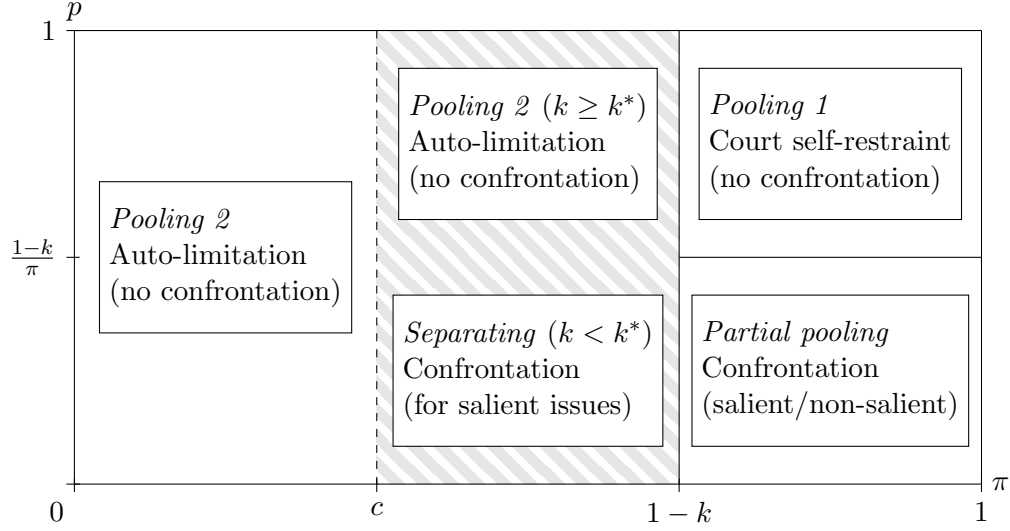 p
1
Pooling 2 (k ≥ k*)
Auto-limitation
(no confrontation)
Pooling 1
Court self-restraint
(no confrontation)
Pooling 2
Auto-limitation
(no confrontation)
1−k
π
Separating (k < k*)
Confrontation
(for salient issues)
Partial pooling
Confrontation
(salient/non-salient)
π
0
c
1 − k
1